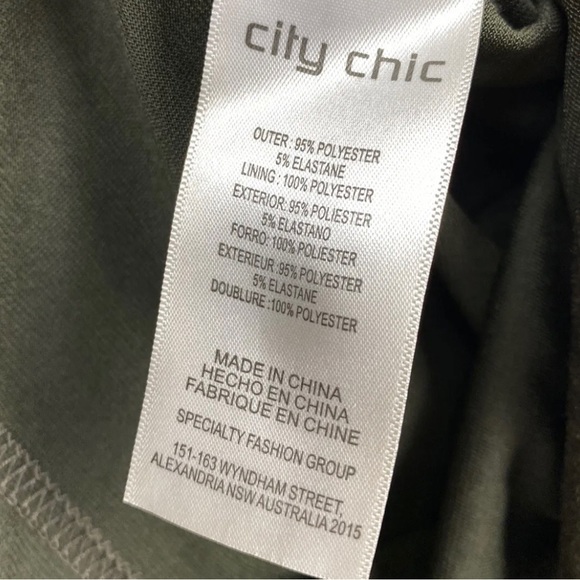 city chic
OUTER: 95% POLYESTER
5% ELASTANE
LINING: 100% POLYESTER
EXTERIOR: 95% POLIESTER
5% ELASTANO
FORRO: 100% POLIESTER
EXTERIEUR: 95% POLYESTER
5% ELASTANE
DOUBLURE: 100% POLYESTER
MADE IN CHINA
HECHO EN CHINA
FABRIQUE EN CHINE
SPECIALTY FASHION GROUP
151-163 WYNDHAM STREET,
ALEXANDRIA NSW AUSTRALIA 2015